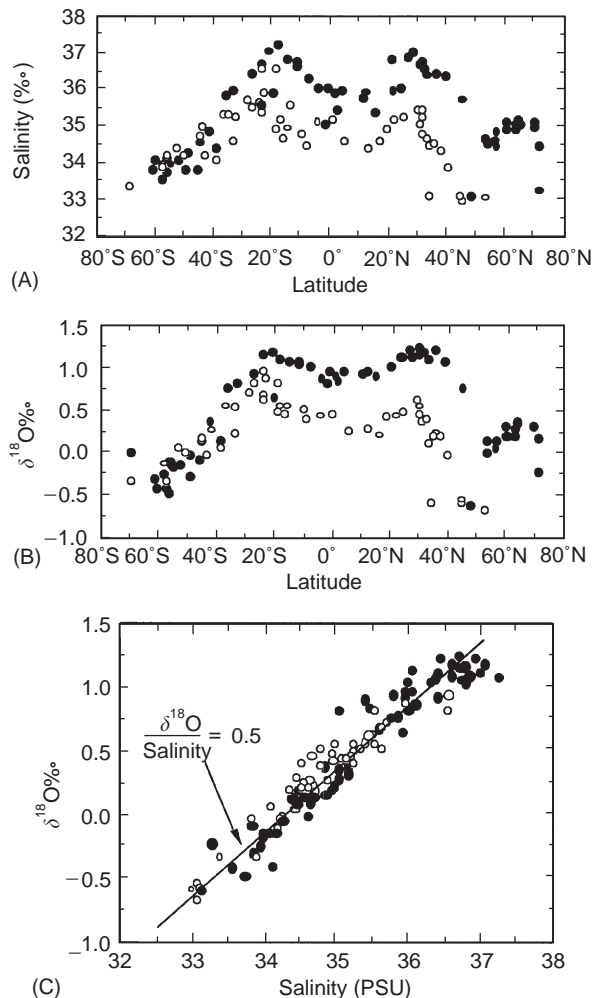 38
37
36
35
34
33
32
Salinity (‰)
80°S 60°S 40°S 20°S 0° 20°N 40°N 60°N 80°N
Latitude
(A)
1.5
1.0
0.5
0.0
−0.5
−1.0
δ18O‰
80°S 60°S 40°S 20°S 0° 20°N 40°N 60°N 80°N
Latitude
(B)
1.5
1.0
0.5
0.0
−0.5
−1.0
δ18O‰
δ18O
Salinity
= 0.5
32 33 34 35 36 37 38
Salinity (PSU)
(C)